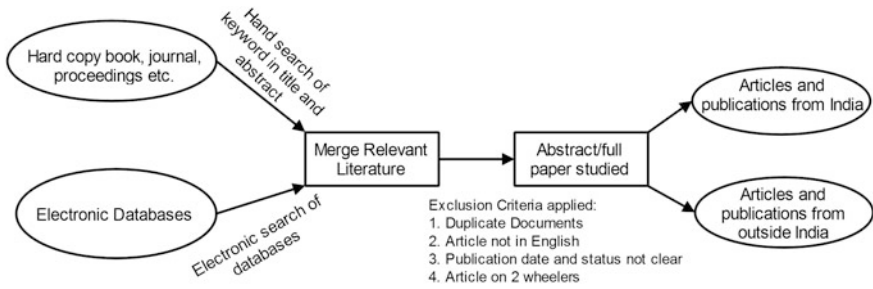 Hard copy book, journal,
proceedings etc.
Hand search of
keyword in title and
abstract
Electronic Databases
Electronic search of
databases
Merge Relevant
Literature
Abstract/full
paper studied
Exclusion Criteria applied:
1. Duplicate Documents
2. Article not in English
3. Publication date and status not clear
4. Article on 2 wheelers
Articles and
publications from India
Articles and
publications from
outside India